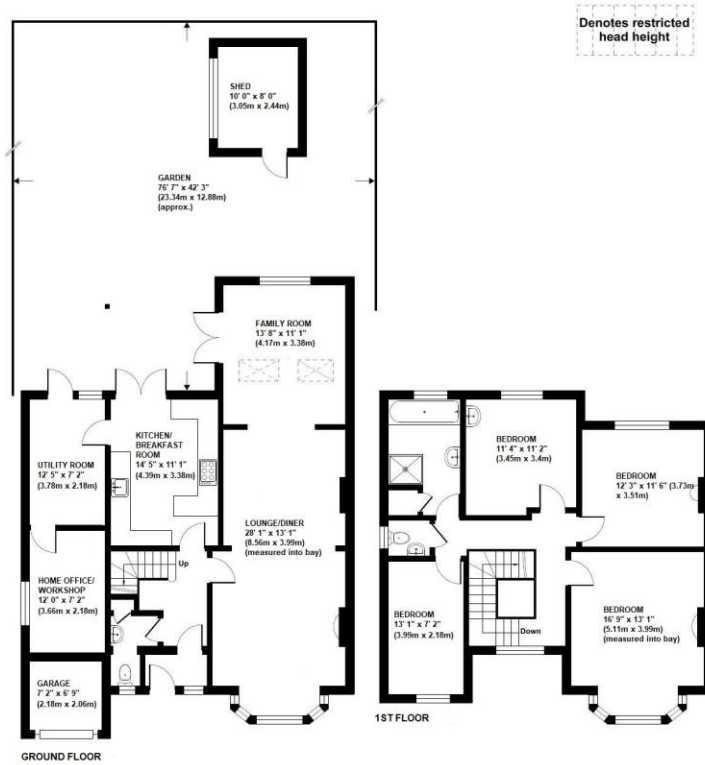 Denotes restricted
head height
SHED
10' 0" x 8' 0"
(3.05m x 2.44m)
GARDEN
76' 7" x 42' 3"
(23.34m x 12.88m)
(approx.)
FAMILY ROOM
13' 8" x 11' 1"
(4.17m x 3.38m)
KITCHEN/
BREAKFAST
ROOM
14' 5" x 11' 1"
(4.39m x 3.38m)
UTILITY ROOM
12' 5" x 7' 2"
(3.78m x 2.18m)
LOUNGE/DINER
28' 1" x 13' 1"
(8.56m x 3.99m)
(measured into bay)
Up
HOME OFFICE/
WORKSHOP
12' 0" x 7' 2"
(3.66m x 2.18m)
GARAGE
7' 2" x 6' 9"
(2.18m x 2.06m)
GROUND FLOOR
BEDROOM
11' 4" x 11' 2"
(3.45m x 3.4m)
BEDROOM
12' 3" x 11' 6" (3.73m
x 3.51m)
BEDROOM
13' 1" x 7' 2"
(3.99m x 2.18m)
Down
BEDROOM
16' 9" x 13' 1"
(5.11m x 3.99m)
(measured into bay)
1ST FLOOR